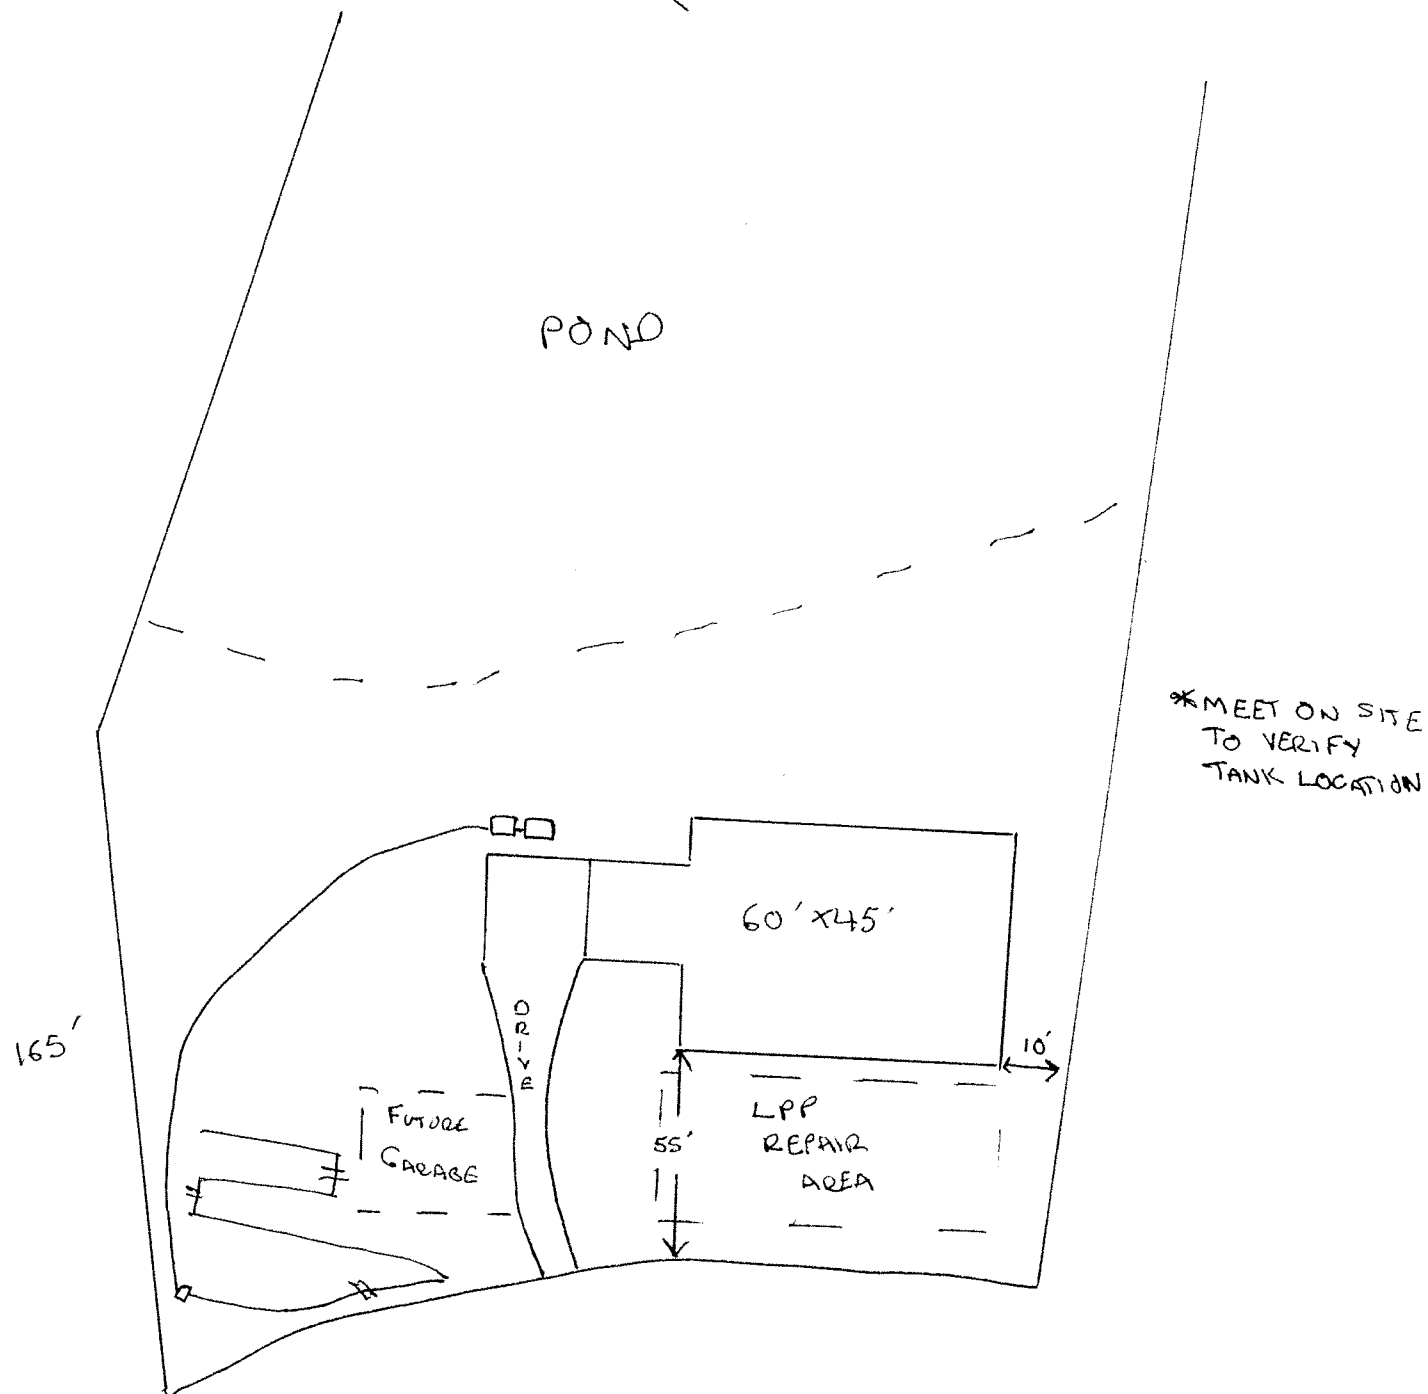 POND
*MEET ON SITE
TO VERIFY
TANK LOCATION
60' X45'
DRIVE
165'
10'
FUTURE
GARAGE
55'
LPP
REPAIR
AREA